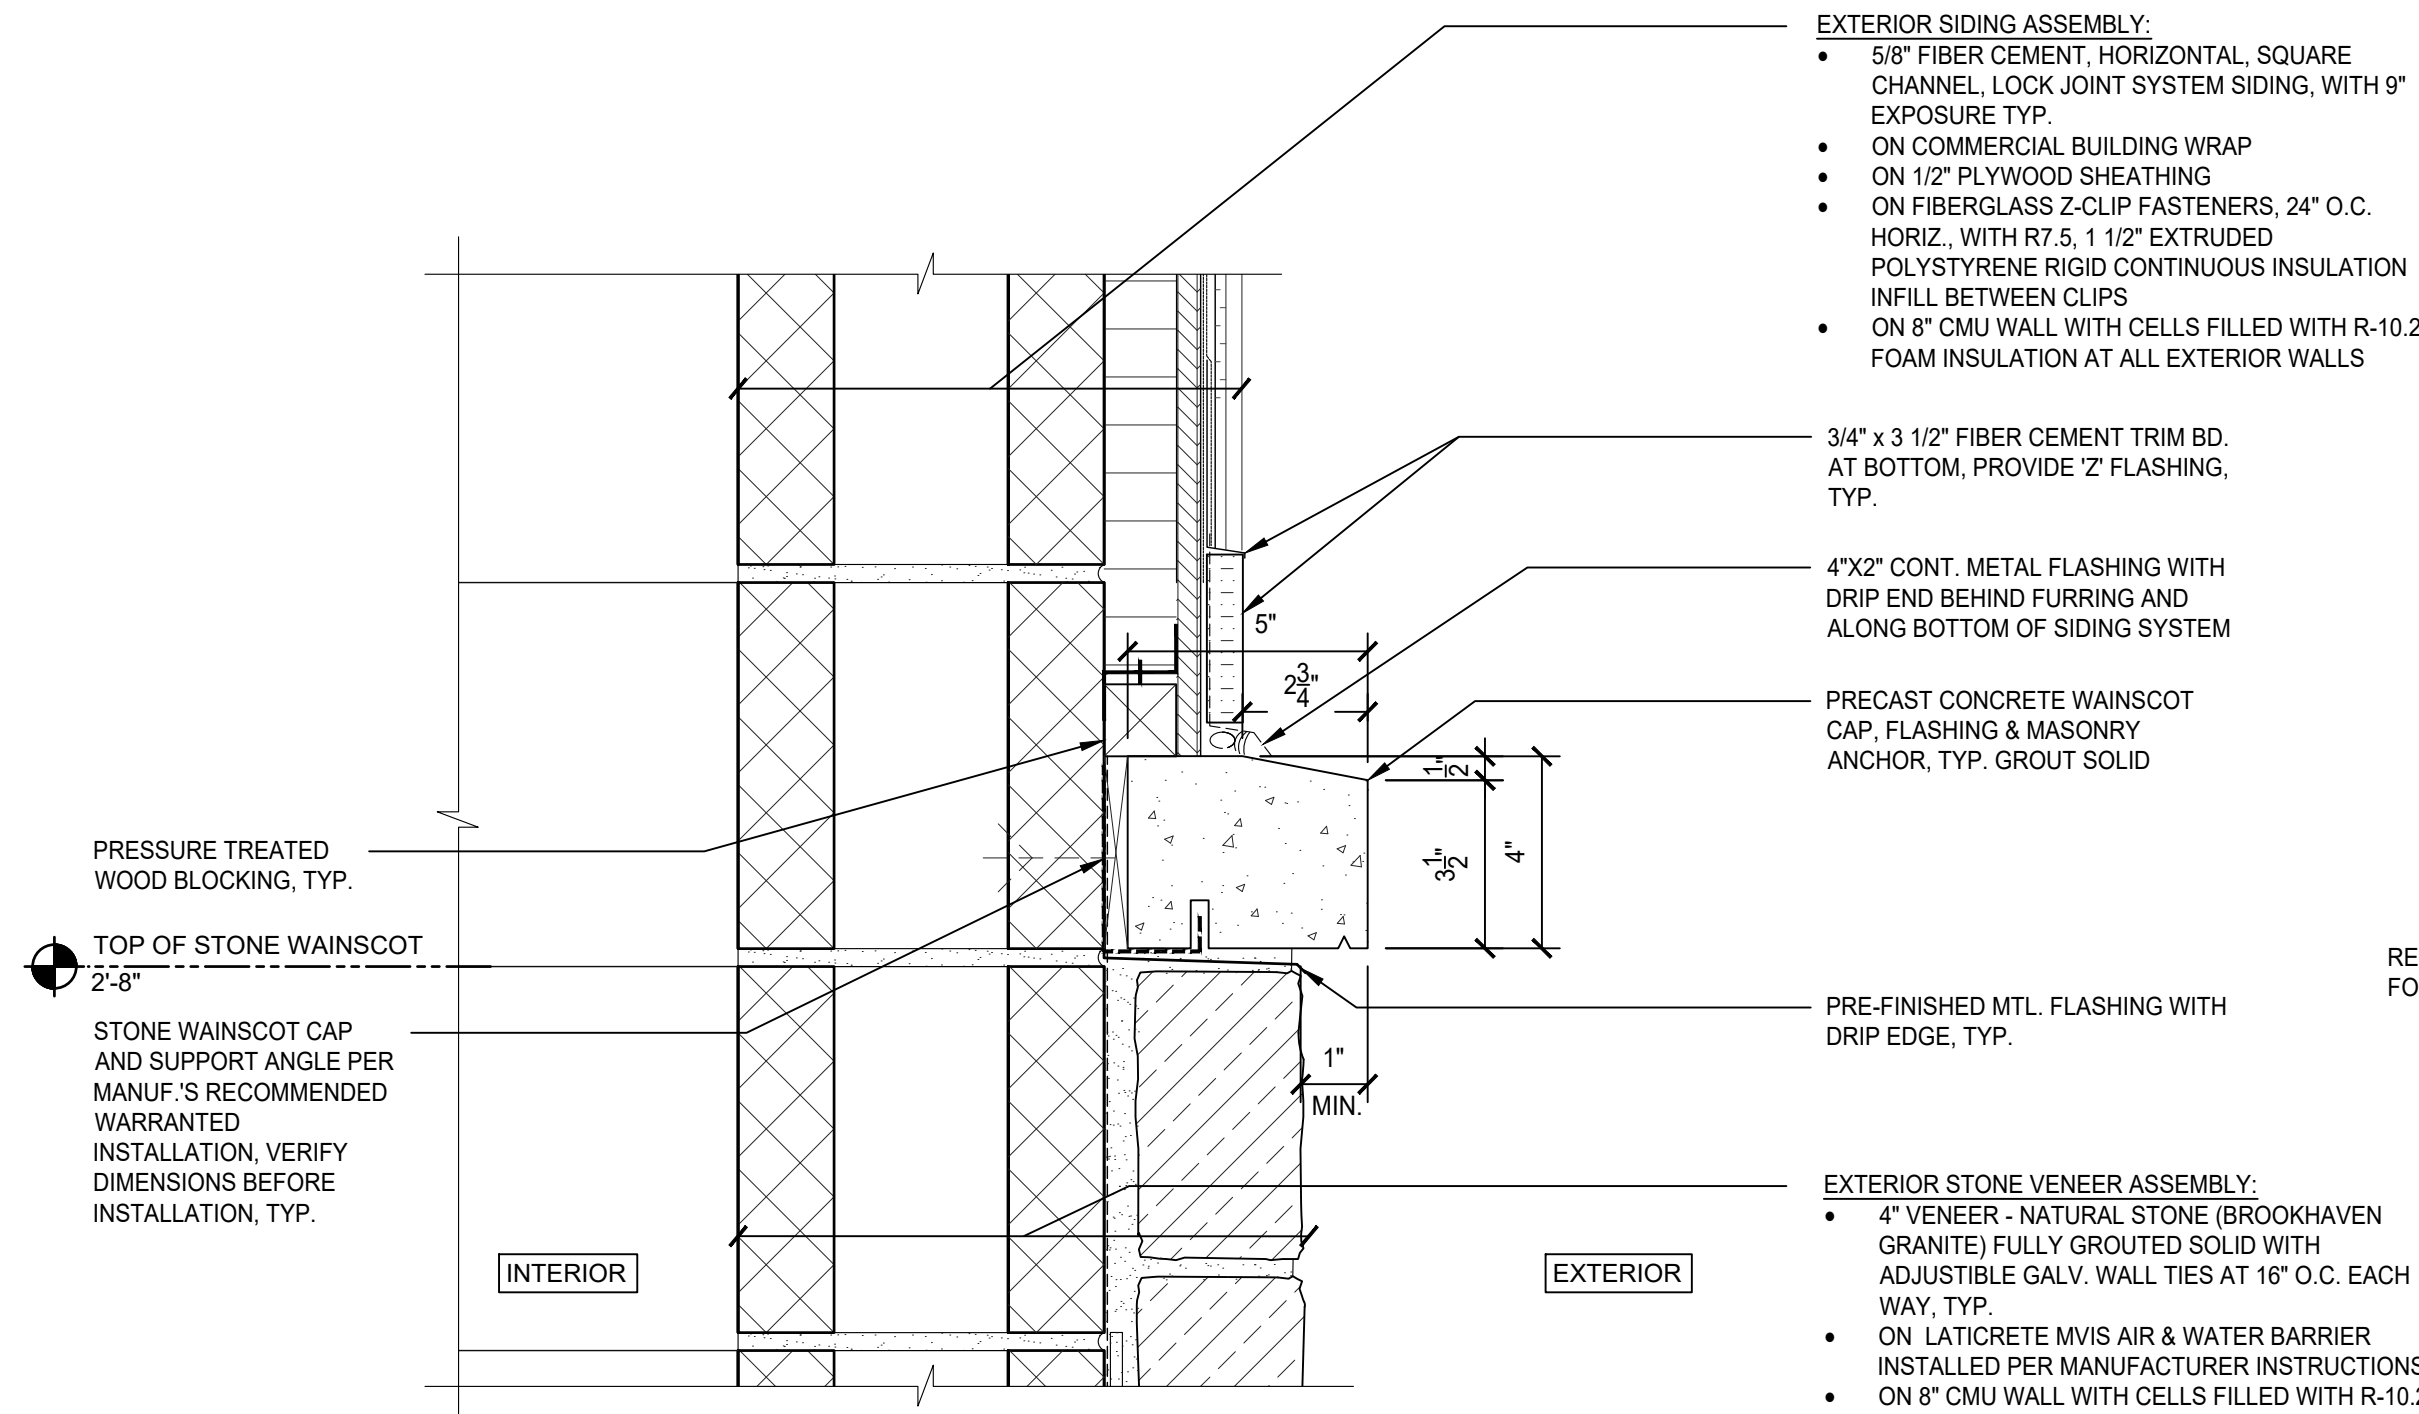 EXTERIOR SIDING ASSEMBLY:
• 5/8" FIBER CEMENT, HORIZONTAL, SQUARE
CHANNEL, LOCK JOINT SYSTEM SIDING, WITH 9"
EXPOSURE TYP.
• ON COMMERCIAL BUILDING WRAP
• ON 1/2" PLYWOOD SHEATHING
• ON FIBERGLASS Z-CLIP FASTENERS, 24" O.C.
HORIZ., WITH R7.5, 1 1/2" EXTRUDED
POLYSTYRENE RIGID CONTINUOUS INSULATION
INFILL BETWEEN CLIPS
• ON 8" CMU WALL WITH CELLS FILLED WITH R-10.2
FOAM INSULATION AT ALL EXTERIOR WALLS
3/4" x 3 1/2" FIBER CEMENT TRIM BD.
AT BOTTOM, PROVIDE 'Z' FLASHING,
TYP.
4"X2" CONT. METAL FLASHING WITH
DRIP END BEHIND FURRING AND
ALONG BOTTOM OF SIDING SYSTEM
5"
2 3/4"
PRECAST CONCRETE WAINSCOT
CAP, FLASHING & MASONRY
ANCHOR, TYP. GROUT SOLID
1/2"
3 1/2"
4"
PRESSURE TREATED
WOOD BLOCKING, TYP.
TOP OF STONE WAINSCOT
2'-8"
STONE WAINSCOT CAP
AND SUPPORT ANGLE PER
MANUF.'S RECOMMENDED
WARRANTED
INSTALLATION, VERIFY
DIMENSIONS BEFORE
INSTALLATION, TYP.
RE
FO
PRE-FINISHED MTL. FLASHING WITH
DRIP EDGE, TYP.
1"
MIN.
INTERIOR
EXTERIOR
EXTERIOR STONE VENEER ASSEMBLY:
• 4" VENEER - NATURAL STONE (BROOKHAVEN
GRANITE) FULLY GROUTED SOLID WITH
ADJUSTIBLE GALV. WALL TIES AT 16" O.C. EACH
WAY, TYP.
• ON LATICRETE MVIS AIR & WATER BARRIER
INSTALLED PER MANUFACTURER INSTRUCTIONS
• ON 8" CMU WALL WITH CELLS FILLED WITH R-10.2